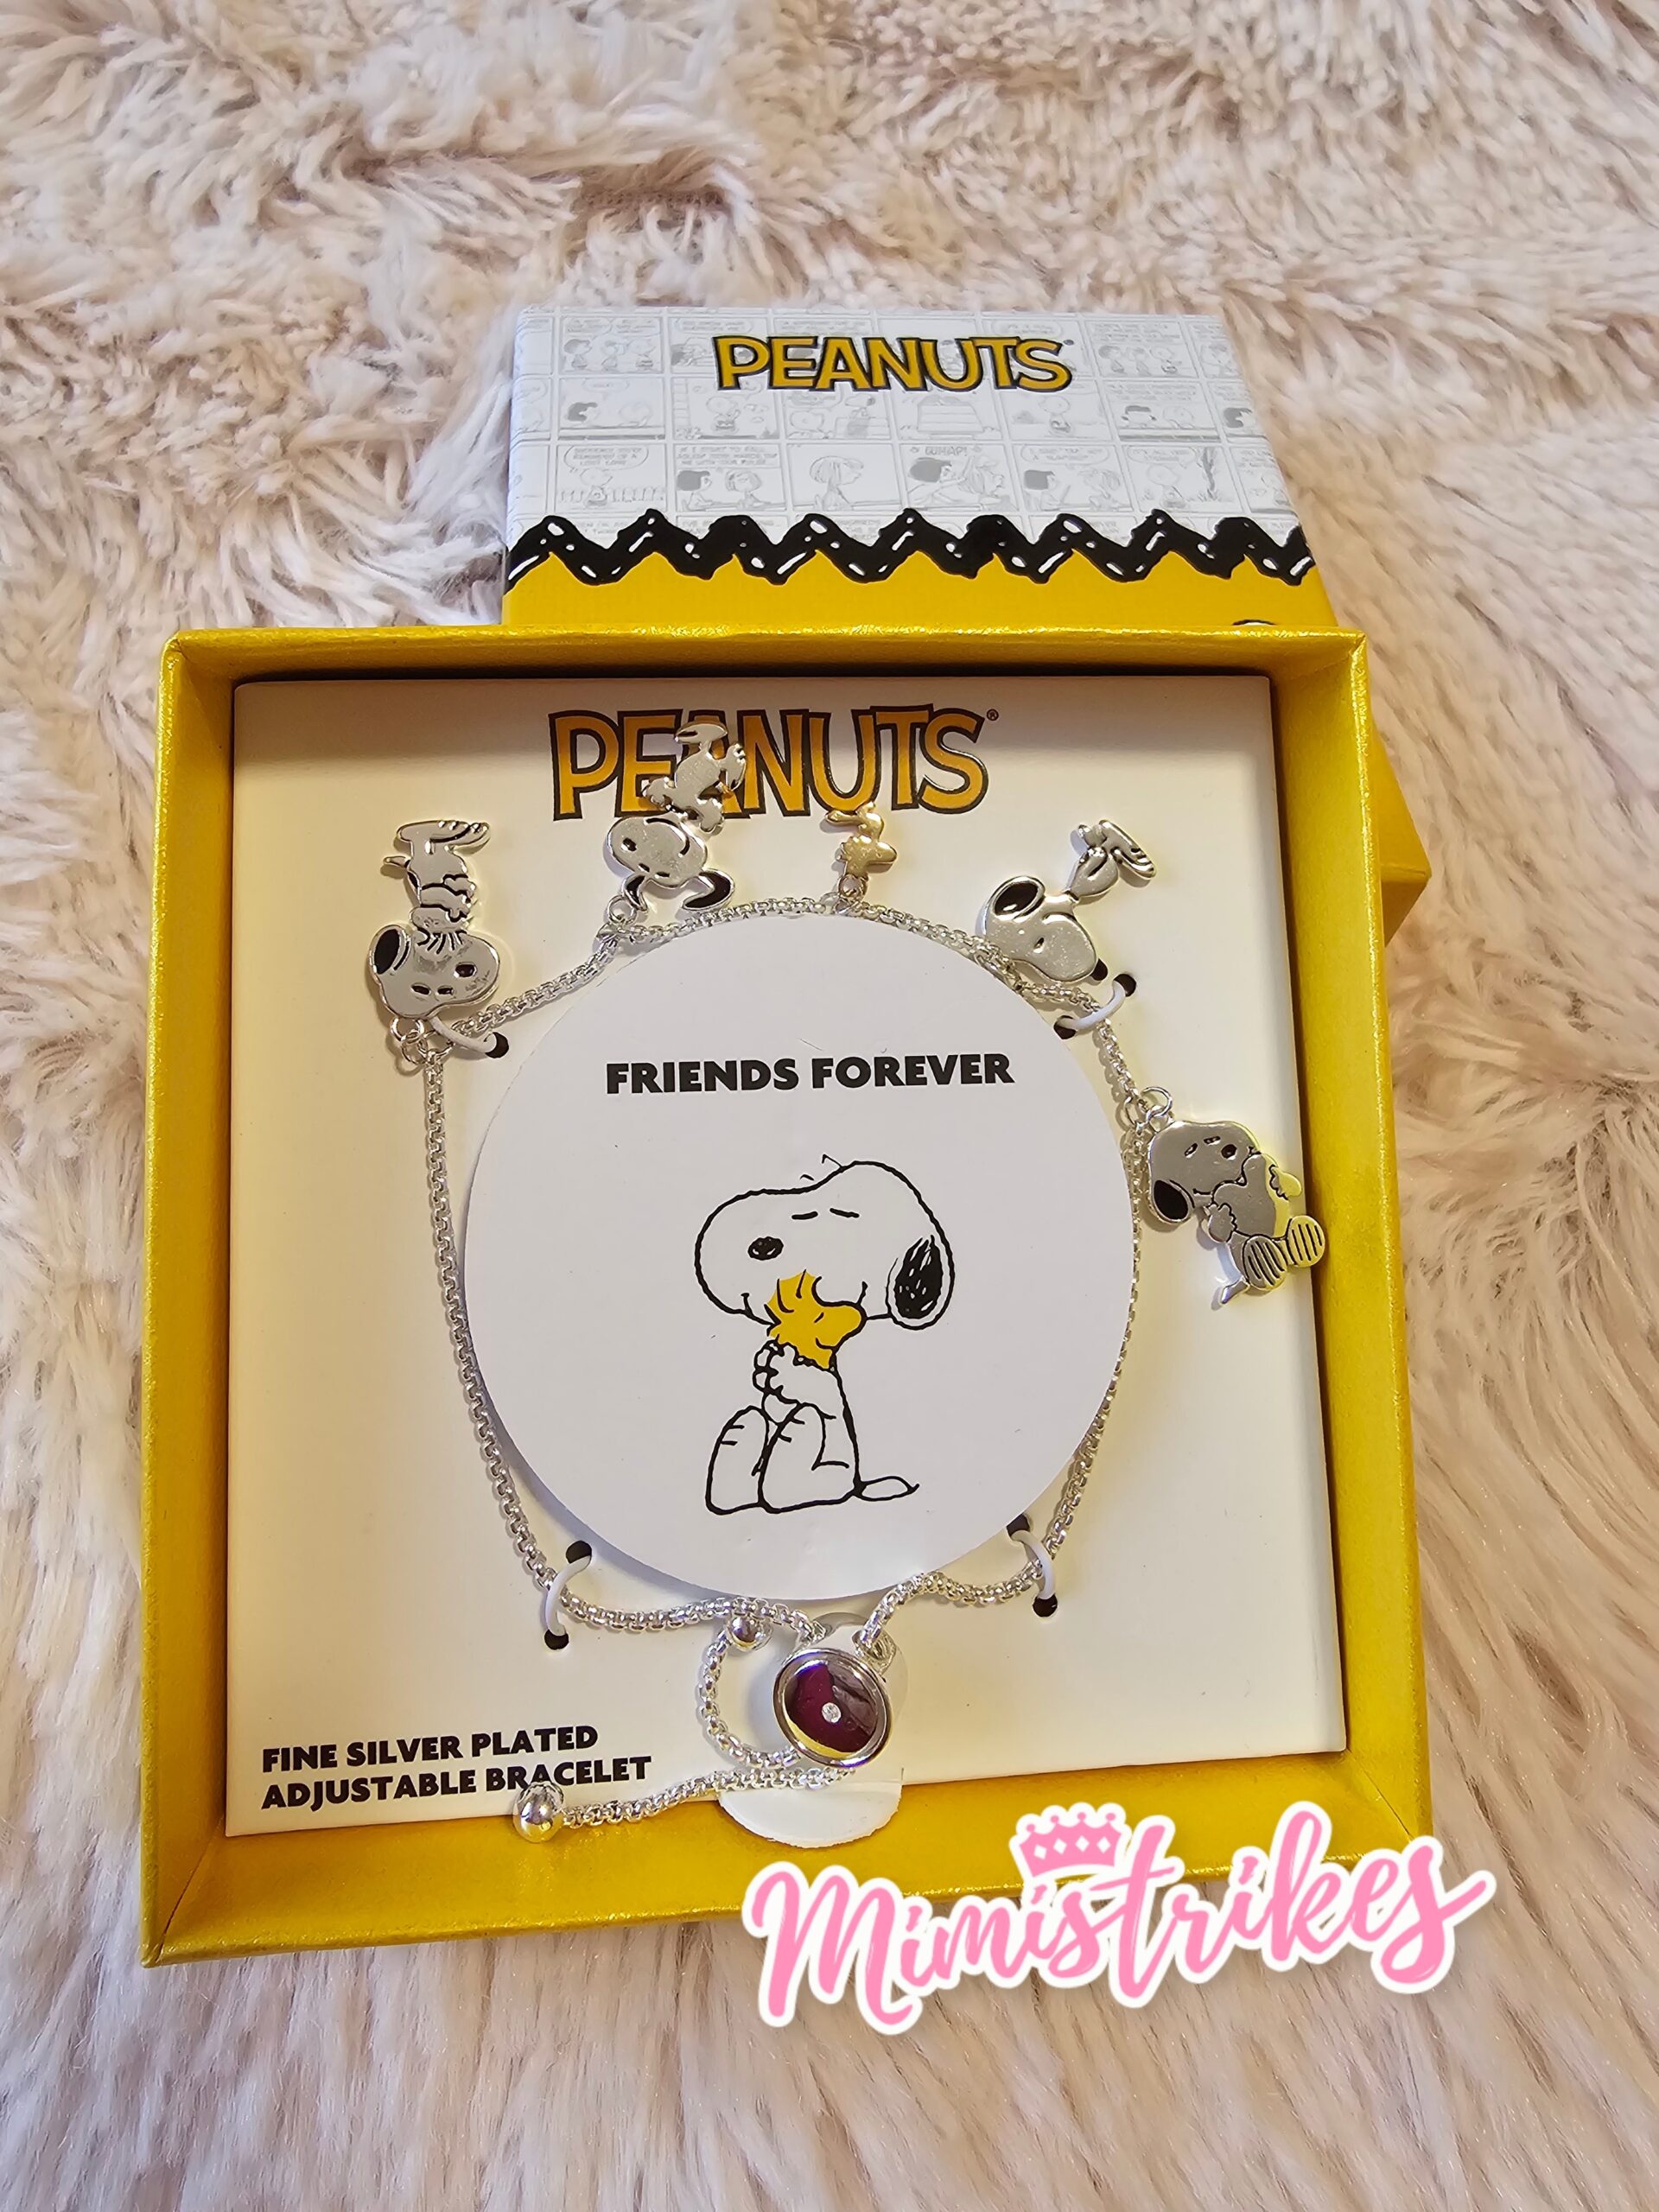 PEANUTS
PEANUTS®
FRIENDS FOREVER
FINE SILVER PLATED
ADJUSTABLE BRACELET
Mimistrikes